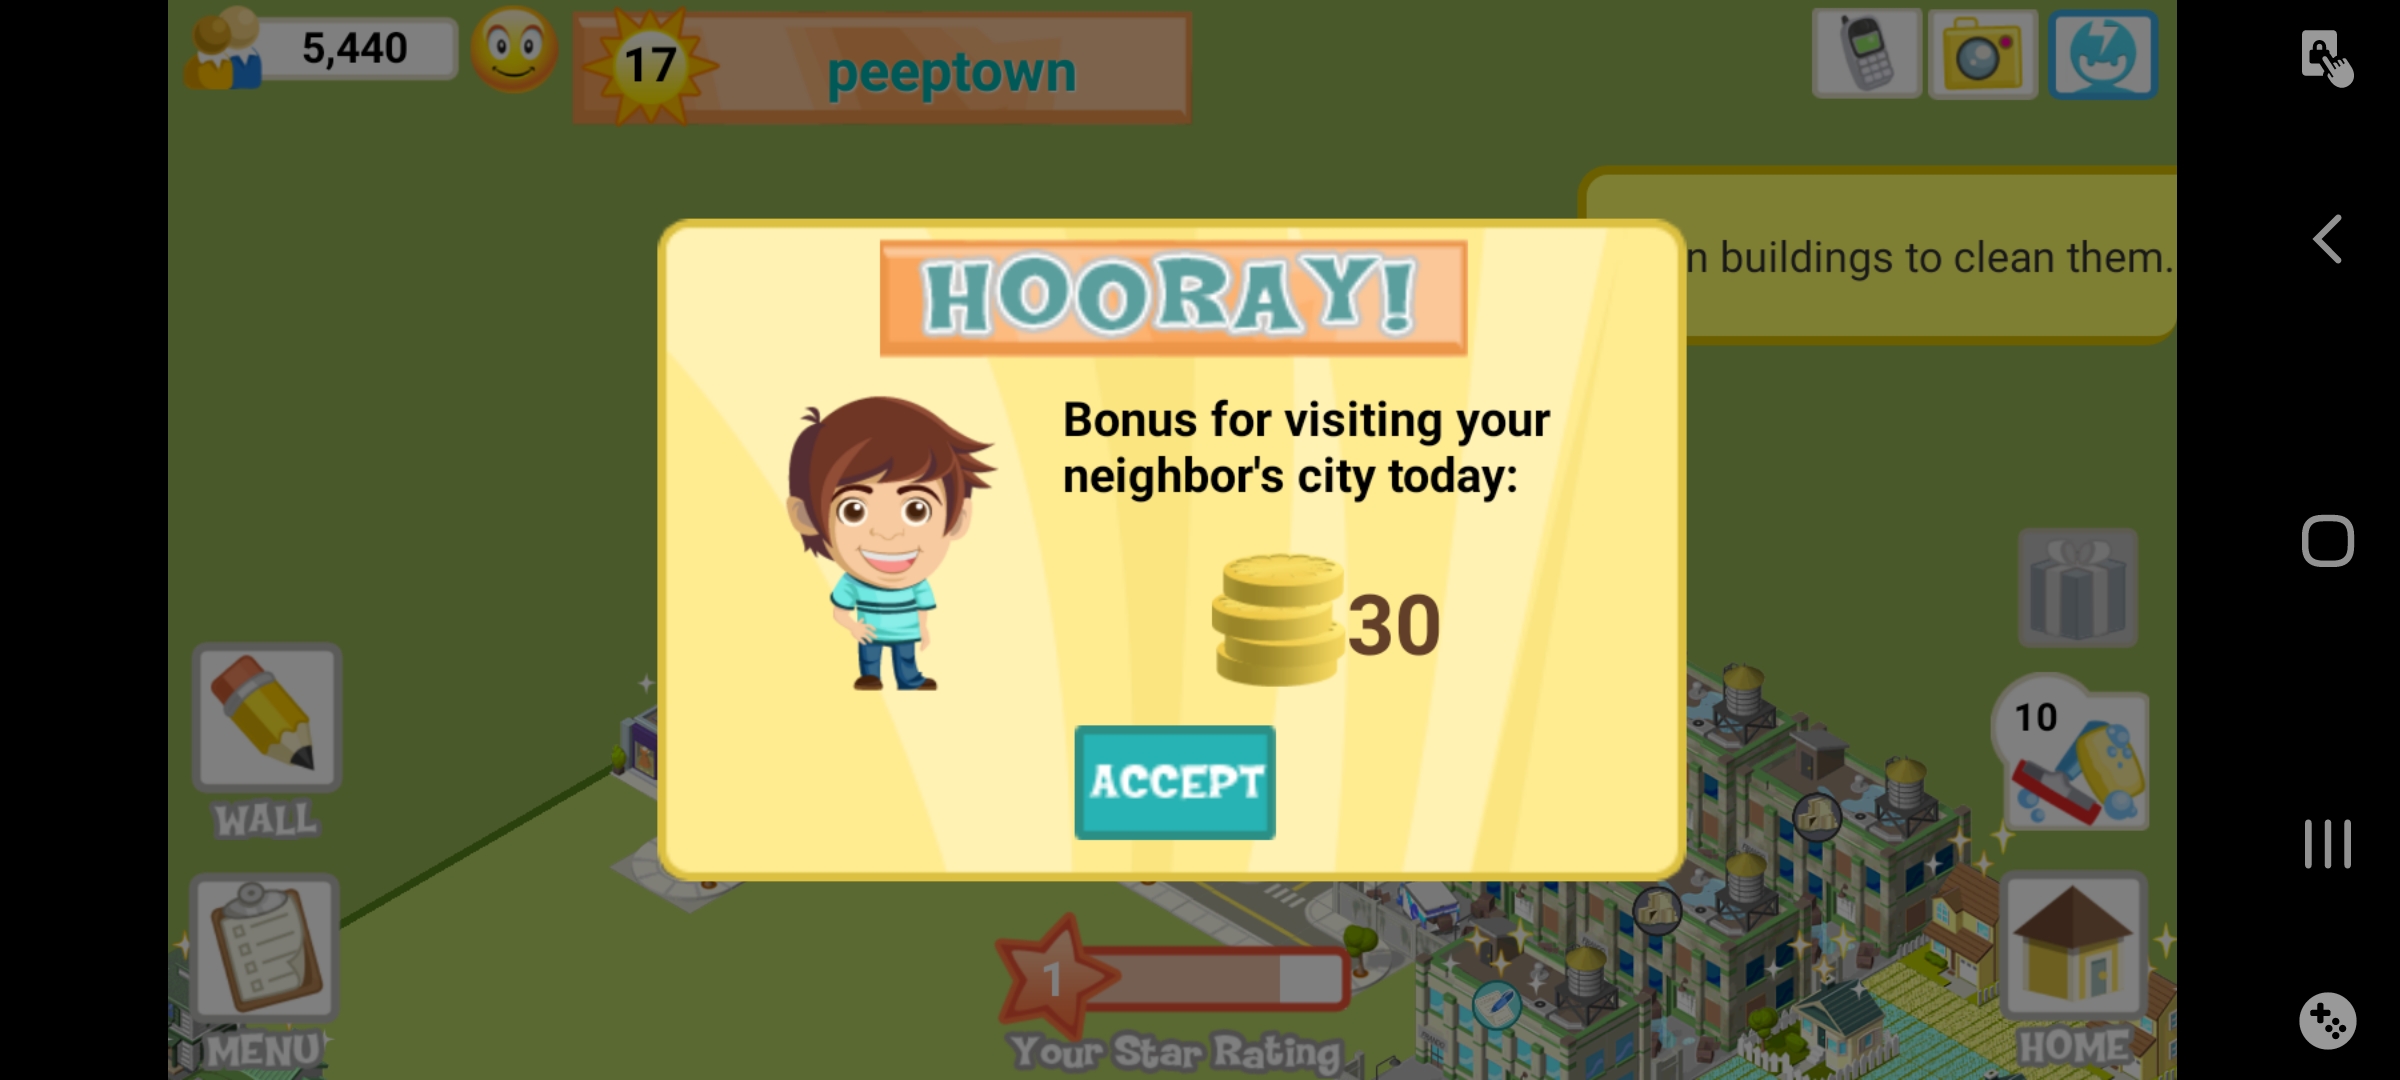 5,440
17
peeptown
n buildings to clean them.
HOORAY!
Bonus for visiting your
neighbor's city today:
30
ACCEPT
10
WALL
MENU
1
Your Star Rating
HOME